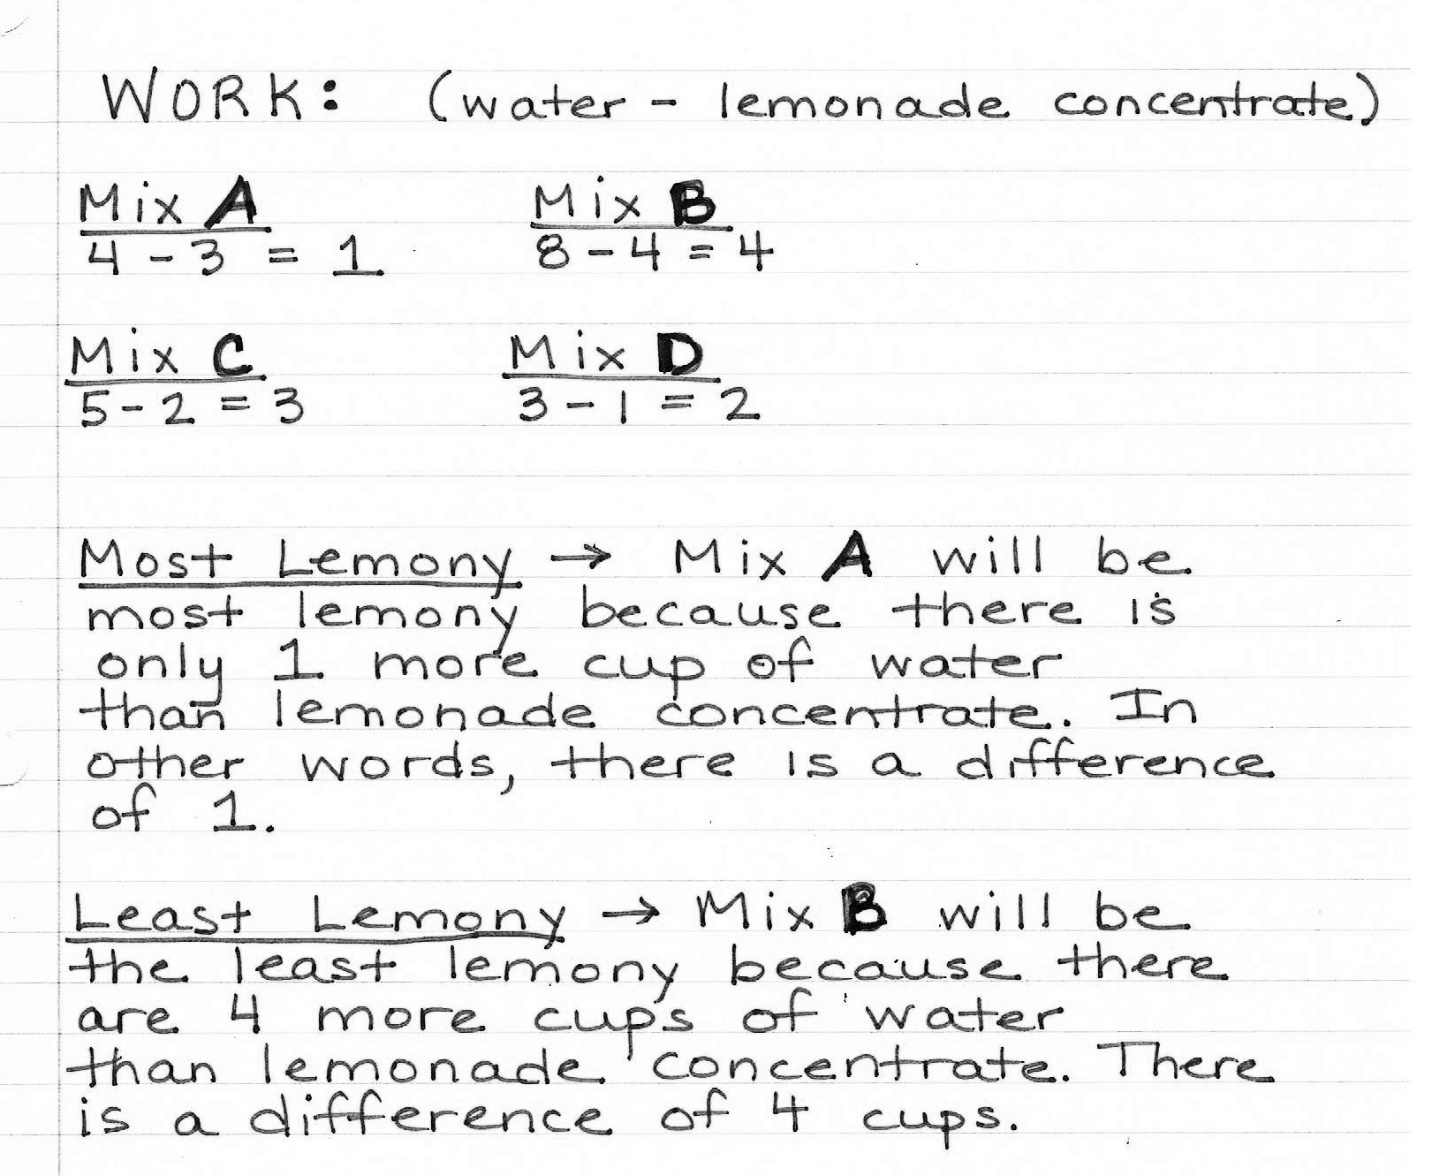 WORK: (water - lemonade concentrate)
Mix A Mix B
4 - 3 = 1 8 - 4 = 4
Mix C Mix D
5 - 2 = 3 3 - 1 = 2
Most Lemony → Mix A will be
most lemony because there is
only 1 more cup of water
than lemonade concentrate. In
other words, there is a difference
of 1.
Least Lemony → Mix B will be
the least lemony because there
are 4 more cups of water
than lemonade concentrate. There
is a difference of 4 cups.